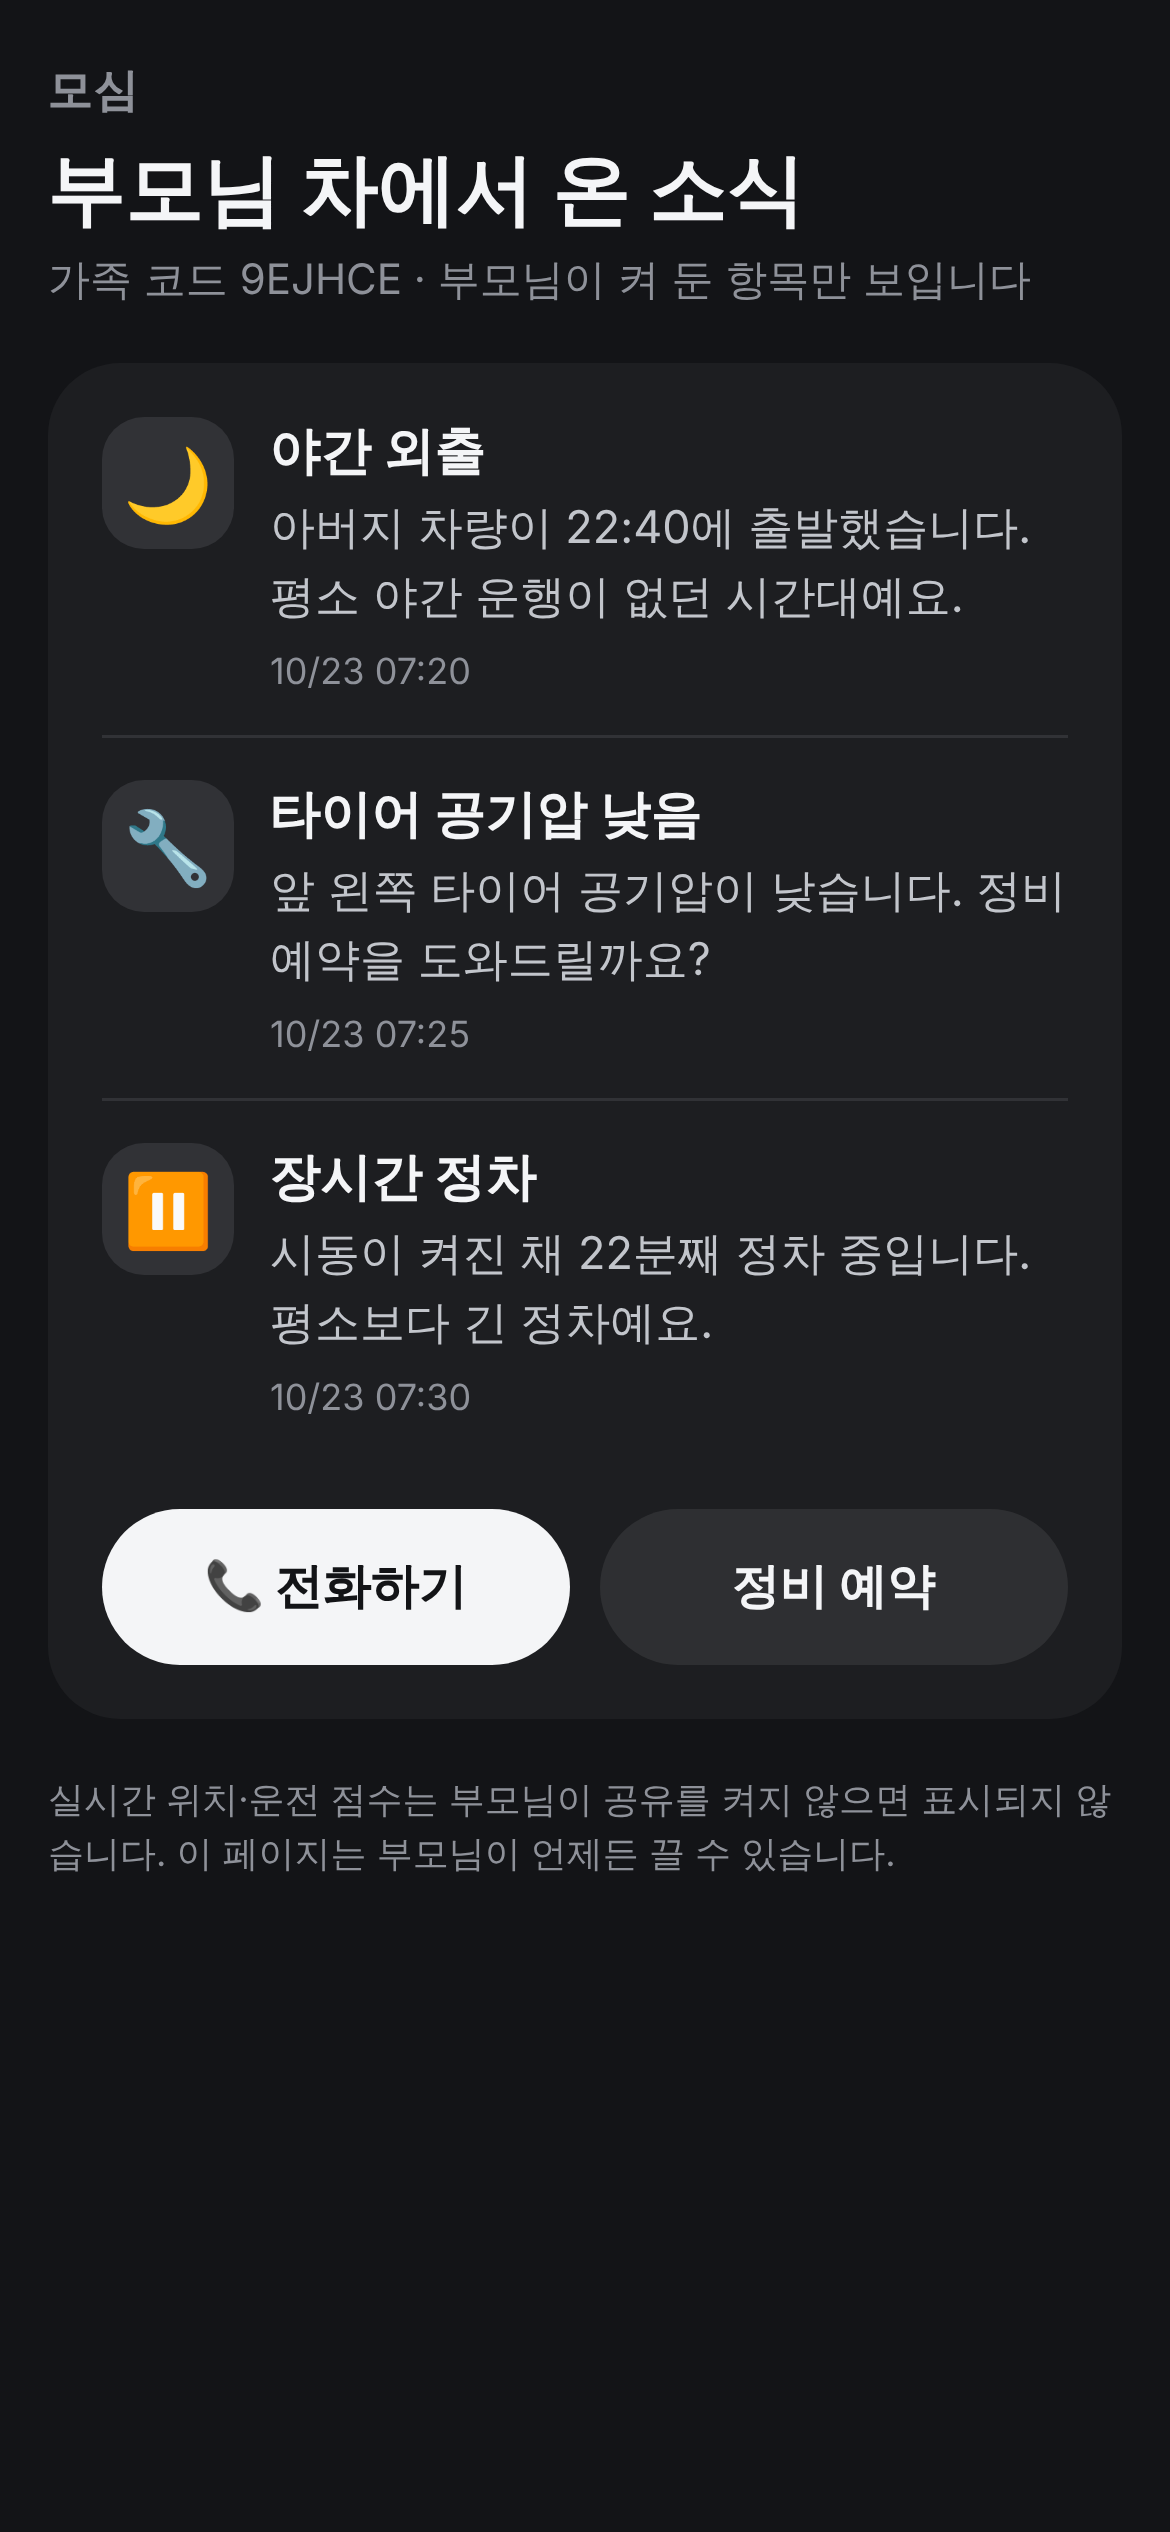 모심
부모님 차에서 온 소식
가족 코드 9EJHCE · 부모님이 켜 둔 항목만 보입니다
야간 외출
아버지 차량이 22:40에 출발했습니다.
평소 야간 운행이 없던 시간대예요.
10/23 07:20
타이어 공기압 낮음
앞 왼쪽 타이어 공기압이 낮습니다. 정비
예약을 도와드릴까요?
10/23 07:25
장시간 정차
시동이 켜진 채 22분째 정차 중입니다.
평소보다 긴 정차예요.
10/23 07:30
📞 전화하기
정비 예약
실시간 위치·운전 점수는 부모님이 공유를 켜지 않으면 표시되지 않
습니다. 이 페이지는 부모님이 언제든 끌 수 있습니다.